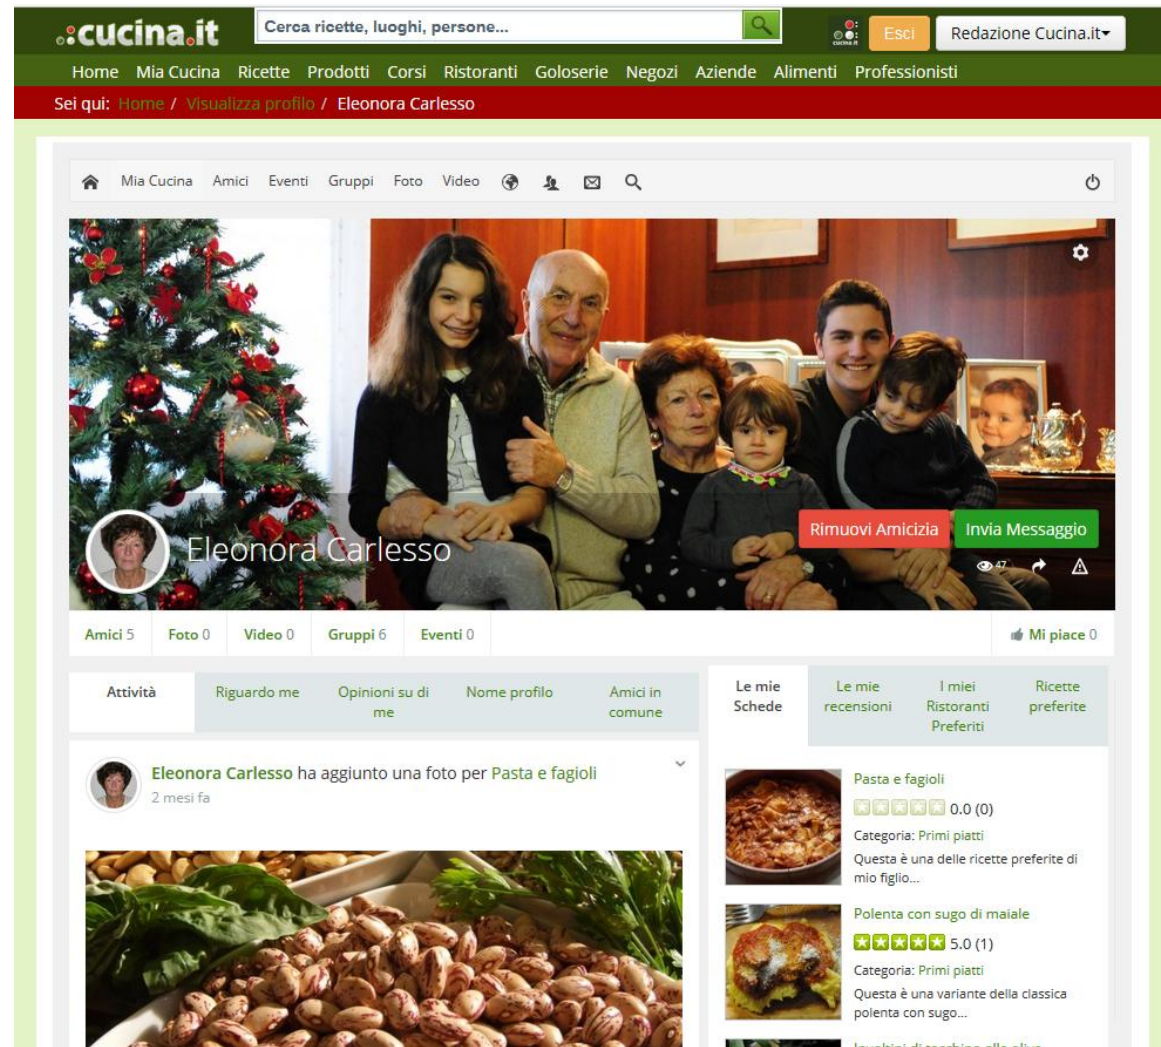 cucina.it
Cerca ricette, luoghi, persone...
cucina.it
Esci
Redazione Cucina.it
Home Mia Cucina Ricette Prodotti Corsi Ristoranti Goloserie Negozi Aziende Alimenti Professionisti
Sei qui: Home / Visualizza profilo / Eleonora Carlesso
Mia Cucina Amici Eventi Gruppi Foto Video
Rimuovi Amicizia Invia Messaggio
Eleonora Carlesso
47
Amici 5 Foto 0 Video 0 Gruppi 6 Eventi 0 Mi piace 0
Attività
Riguardo me
Opinioni su di
me
Nome profilo
Amici in
comune
Eleonora Carlesso ha aggiunto una foto per Pasta e fagioli
2 mesi fa
Le mie
Schede
Le mie
recensioni
I miei
Ristoranti
Preferiti
Ricette
preferite
Pasta e fagioli
0.0 (0)
Categoria: Primi piatti
Questa è una delle ricette preferite di
mio figlio...
Polenta con sugo di maiale
5.0 (1)
Categoria: Primi piatti
Questa è una variante della classica
polenta con sugo...